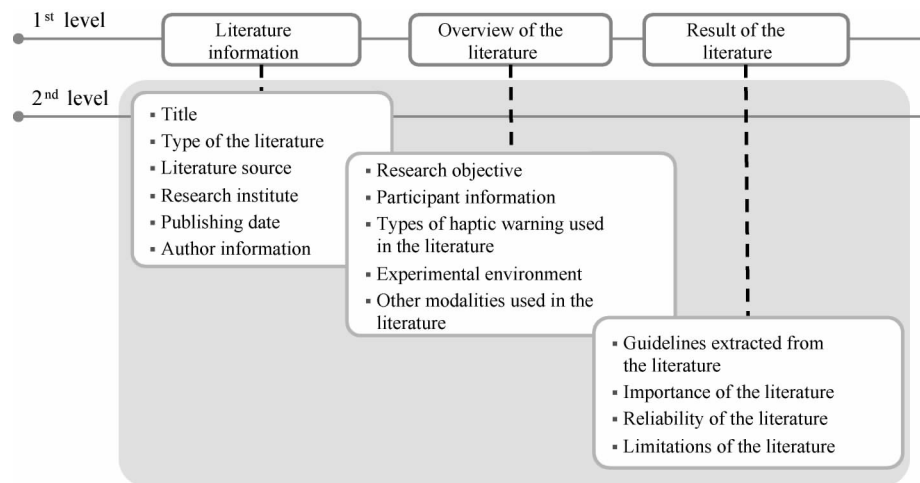 1st level
Literature
information
Overview of the
literature
Result of the
literature
2nd level
▪ Title
▪ Type of the literature
▪ Literature source
▪ Research institute
▪ Publishing date
▪ Author information
▪ Research objective
▪ Participant information
▪ Types of haptic warning used
in the literature
▪ Experimental environment
▪ Other modalities used in the
literature
▪ Guidelines extracted from
the literature
▪ Importance of the literature
▪ Reliability of the literature
▪ Limitations of the literature